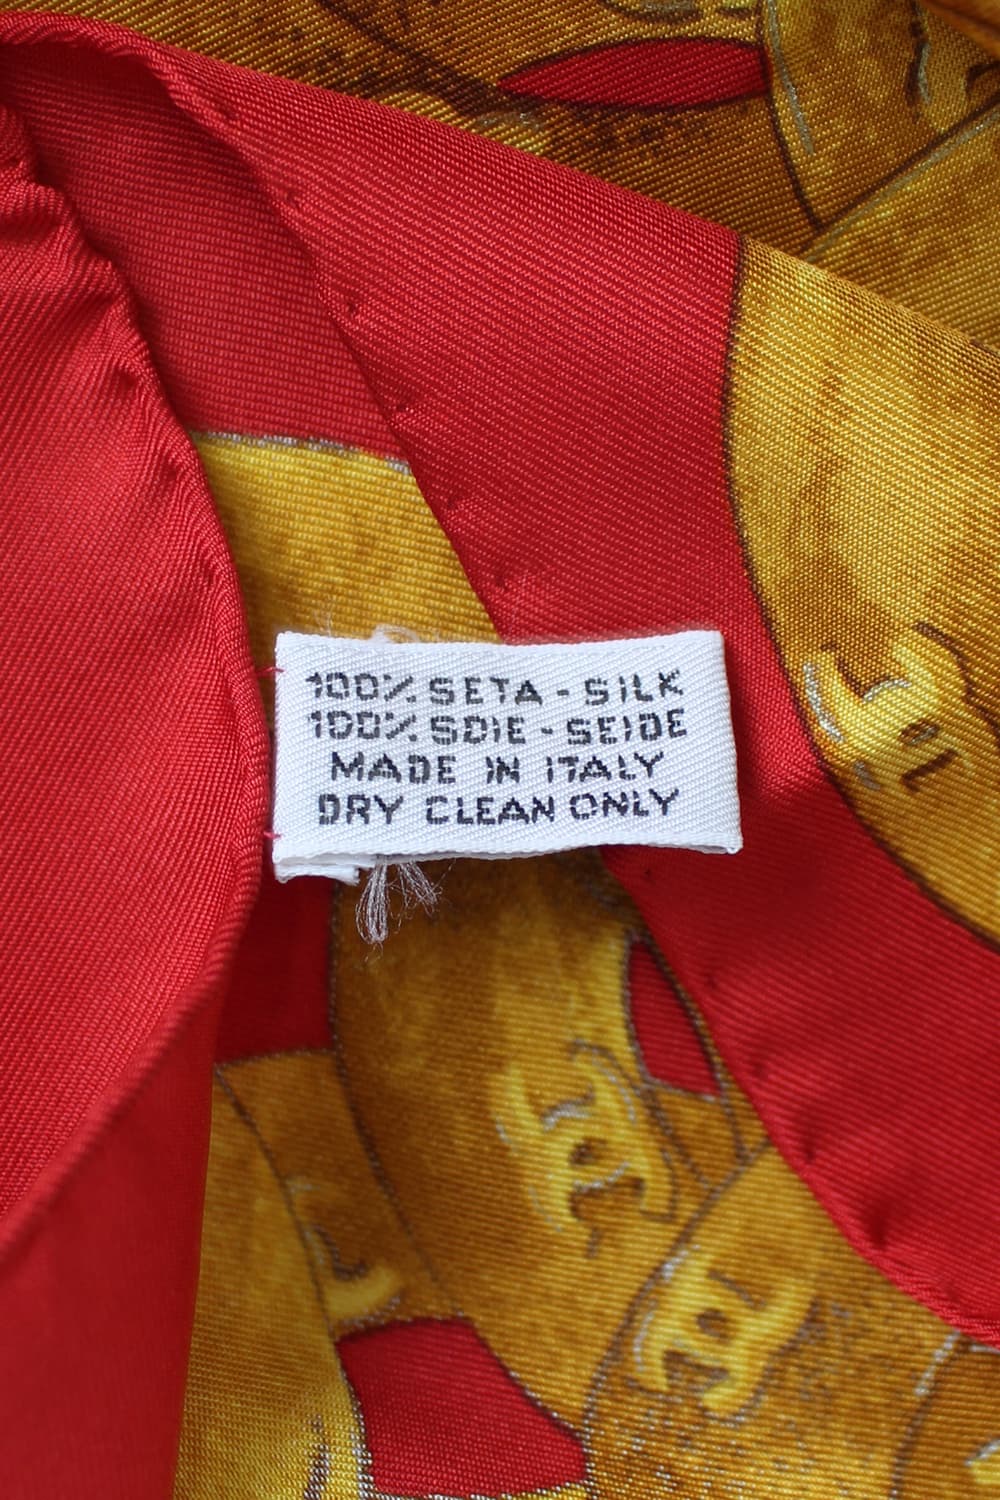 100% SETA - SILK
100% SOIE - SEIDE
MADE IN ITALY
DRY CLEAN ONLY